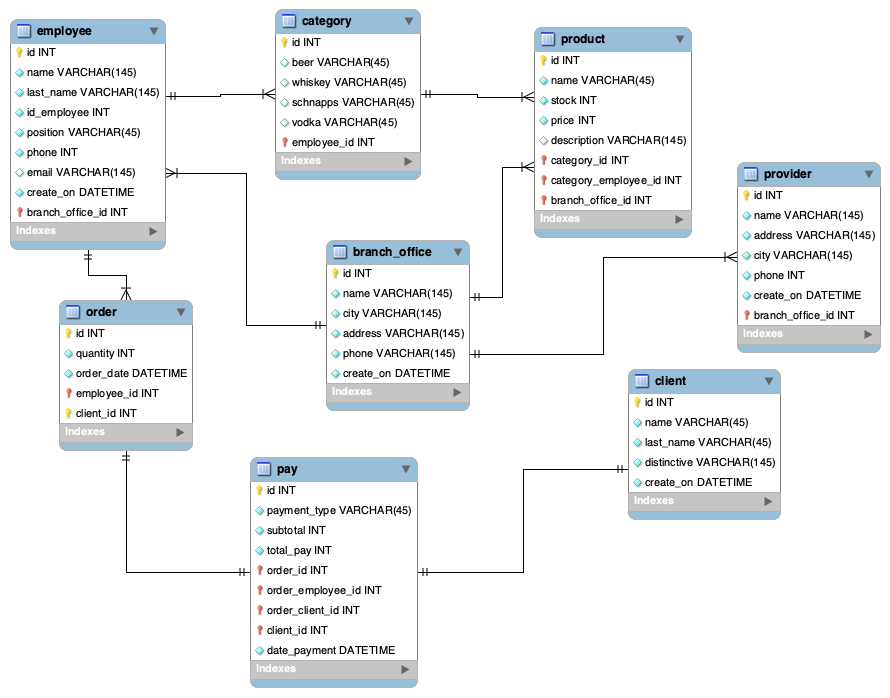 employee
id INT
name VARCHAR(145)
last_name VARCHAR(145)
id_employee INT
position VARCHAR(45)
phone INT
email VARCHAR(145)
create_on DATETIME
branch_office_id INT
Indexes
category
id INT
beer VARCHAR(45)
whiskey VARCHAR(45)
schnapps VARCHAR(45)
vodka VARCHAR(45)
employee_id INT
Indexes
product
id INT
name VARCHAR(45)
stock INT
price INT
description VARCHAR(145)
category_id INT
category_employee_id INT
branch_office_id INT
Indexes
provider
id INT
name VARCHAR(145)
address VARCHAR(145)
city VARCHAR(145)
phone INT
create_on DATETIME
branch_office_id INT
Indexes
branch_office
id INT
name VARCHAR(145)
city VARCHAR(145)
address VARCHAR(145)
phone VARCHAR(145)
create_on DATETIME
Indexes
order
id INT
quantity INT
order_date DATETIME
employee_id INT
client_id INT
Indexes
client
id INT
name VARCHAR(45)
last_name VARCHAR(45)
distinctive VARCHAR(145)
create_on DATETIME
Indexes
pay
id INT
payment_type VARCHAR(45)
subtotal INT
total_pay INT
order_id INT
order_employee_id INT
order_client_id INT
client_id INT
date_payment DATETIME
Indexes